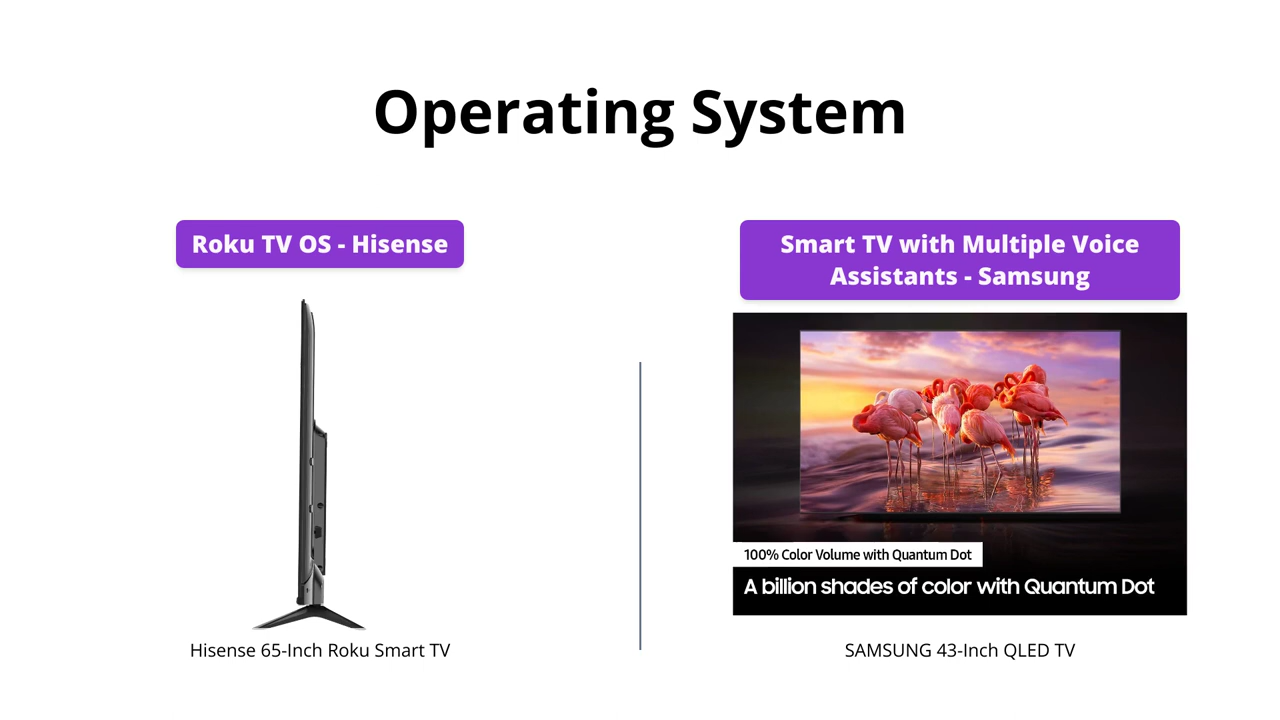 Operating System
Roku TV OS - Hisense
Smart TV with Multiple Voice
Assistants - Samsung
100% Color Volume with Quantum Dot
A billion shades of color with Quantum Dot
Hisense 65-Inch Roku Smart TV
SAMSUNG 43-Inch QLED TV